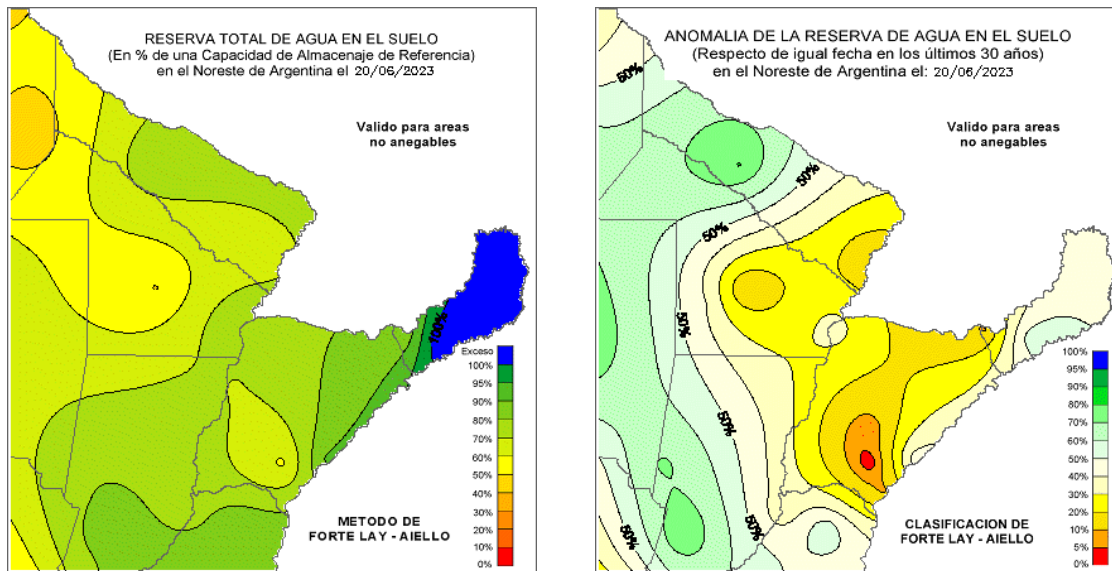 RESERVA TOTAL DE AGUA EN EL SUELO
(En % de una Capacidad de Almacenaje de Referencia)
en el Noreste de Argentina el 20/06/2023
Valido para areas
no anegables
100%
Exceso
100%
95%
90%
80%
70%
60%
50%
40%
30%
20%
10%
0%
METODO DE
FORTE LAY - AIELLO
ANOMALIA DE LA RESERVA DE AGUA EN EL SUELO
(Respecto de igual fecha en los últimos 30 años)
en el Noreste de Argentina el: 20/06/2023
50%
Valido para areas
no anegables
50%
50%
50%
50%
50%
50%
100%
95%
90%
80%
70%
60%
50%
40%
30%
20%
10%
5%
0%
CLASIFICACION DE
FORTE LAY - AIELLO